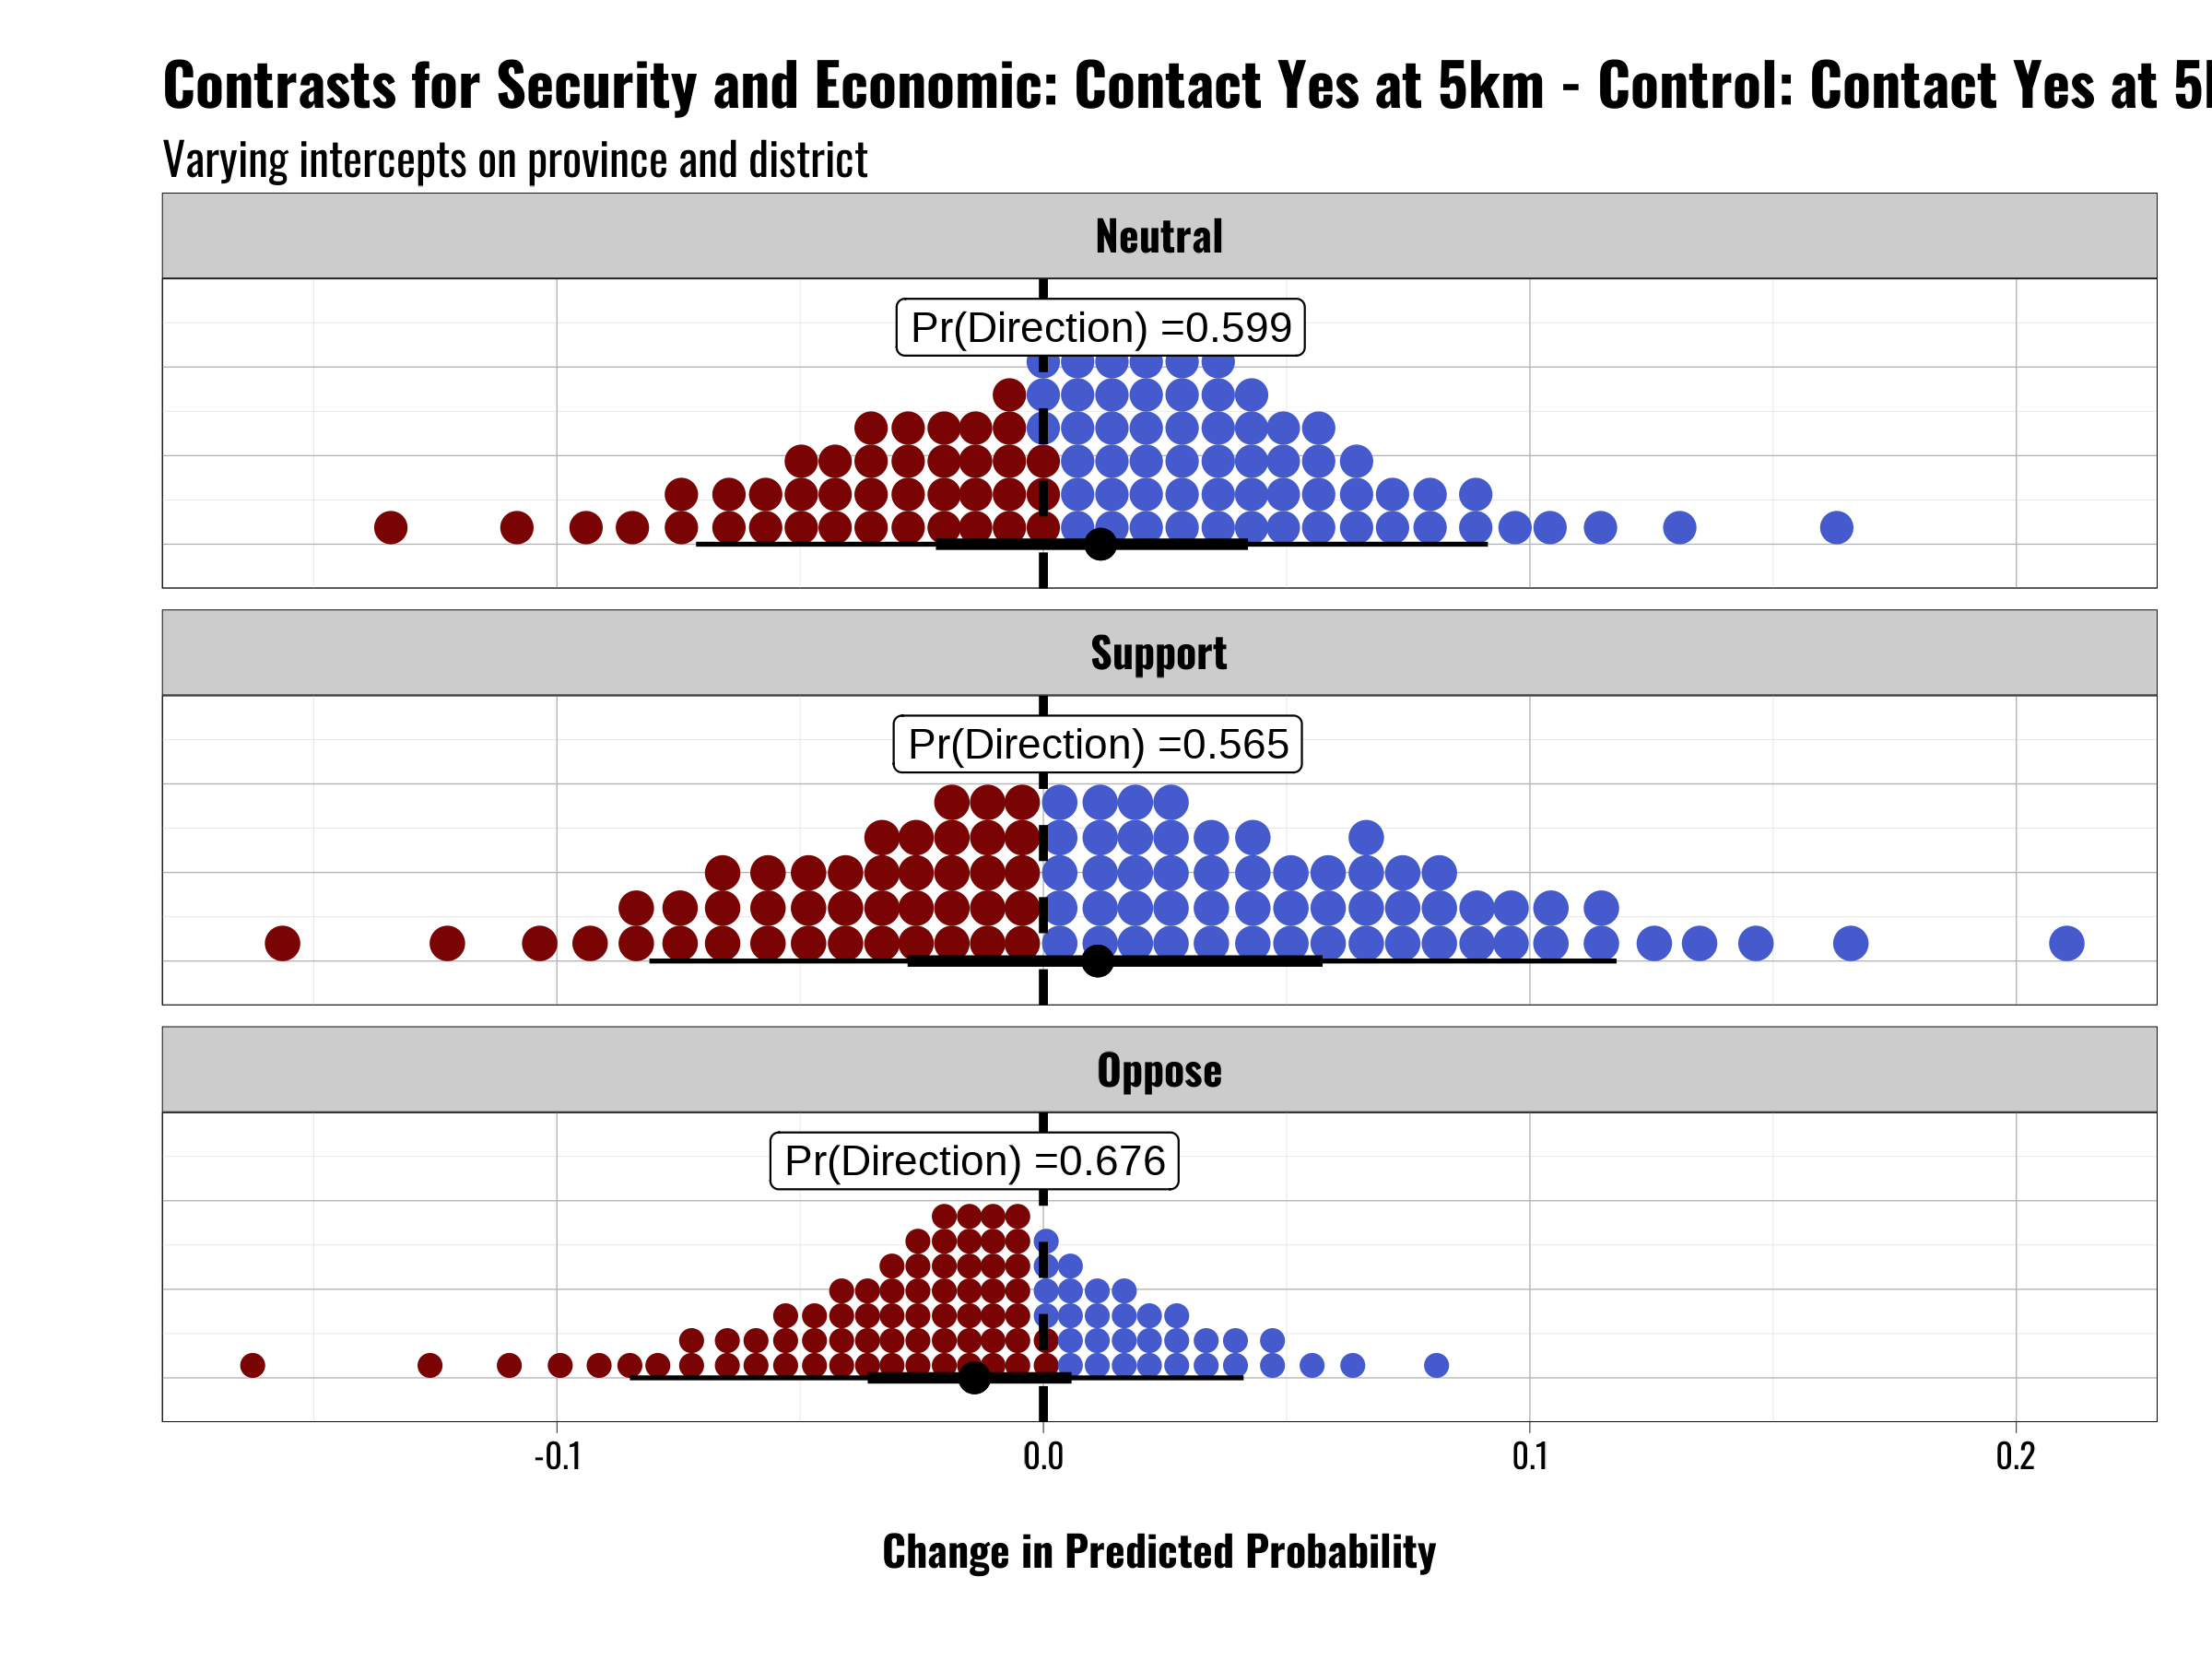 Contrasts for Security and Economic: Contact Yes at 5km - Control: Contact Yes at
Varying intercepts on province and district
Neutral
Pr(Direction) =0.599
Support
Pr(Direction) =0.565
Oppose
Pr(Direction) =0.676
-0.1 0.0 0.1 0.2
Change in Predicted Probability